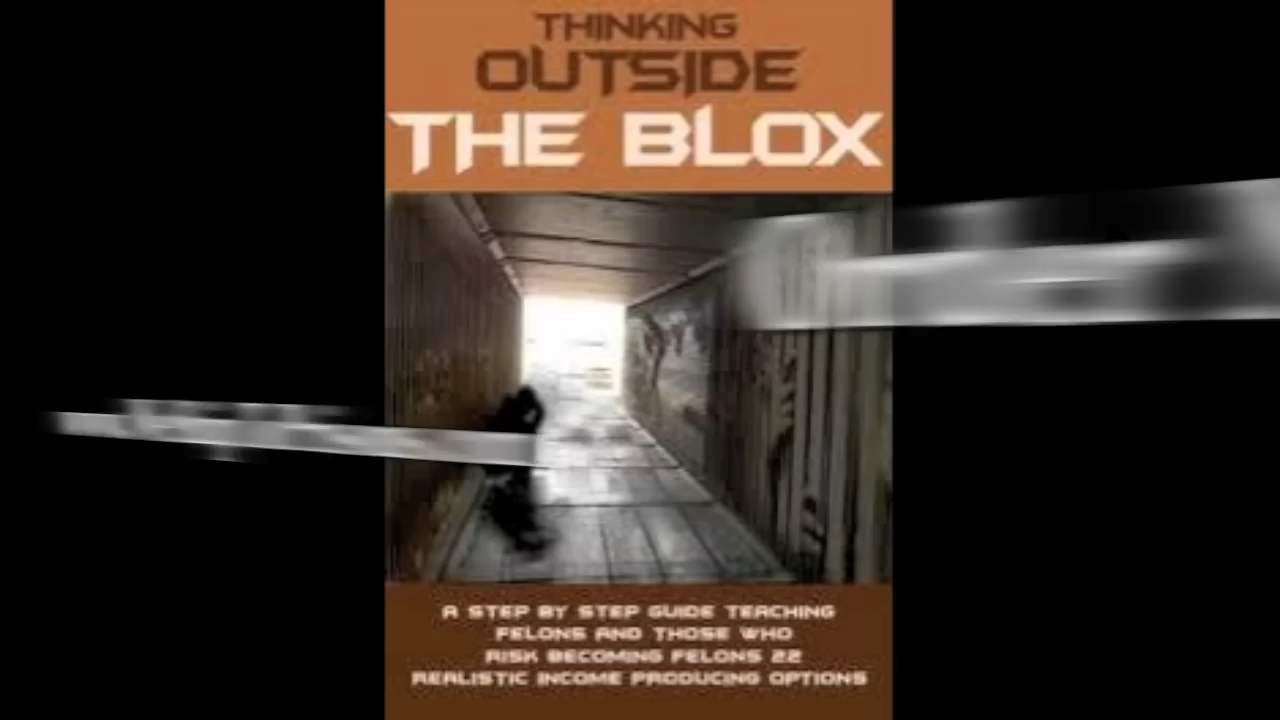 THINKING
OUTSIDE
THE BLOX
A STEP BY STEP GUIDE TEACHING
FELONS AND THOSE WHO
RISK BECOMING FELONS 22
REALISTIC INCOME PRODUCING OPTIONS